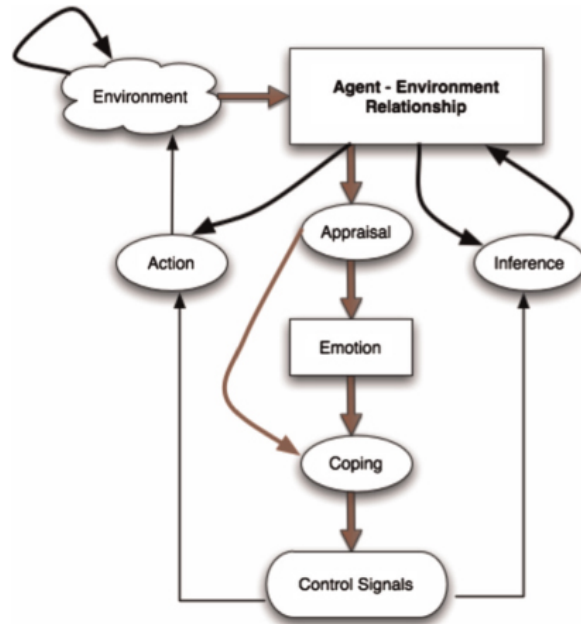 Environment
Agent - Environment
Relationship
Appraisal
Action
Inference
Emotion
Coping
Control Signals